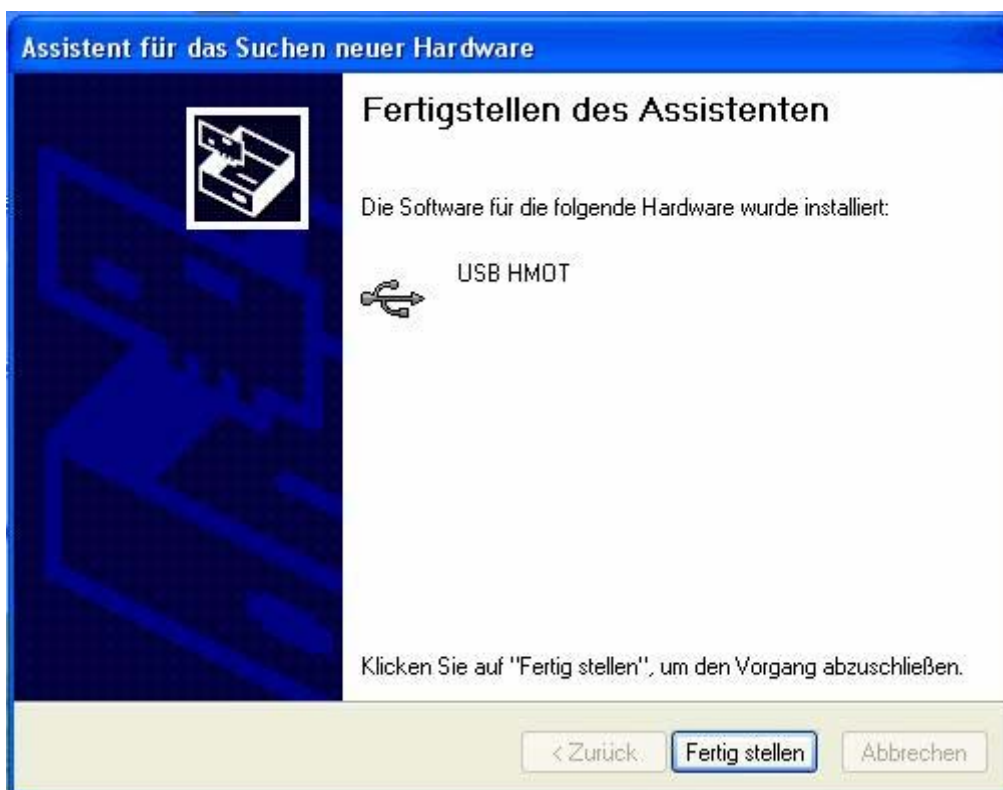 Assistent für das Suchen neuer Hardware
Fertigstellen des Assistenten
Die Software für die folgende Hardware wurde installiert:
USB HMOT
Klicken Sie auf "Fertig stellen", um den Vorgang abzuschließen.
< Zurück Fertig stellen Abbrechen